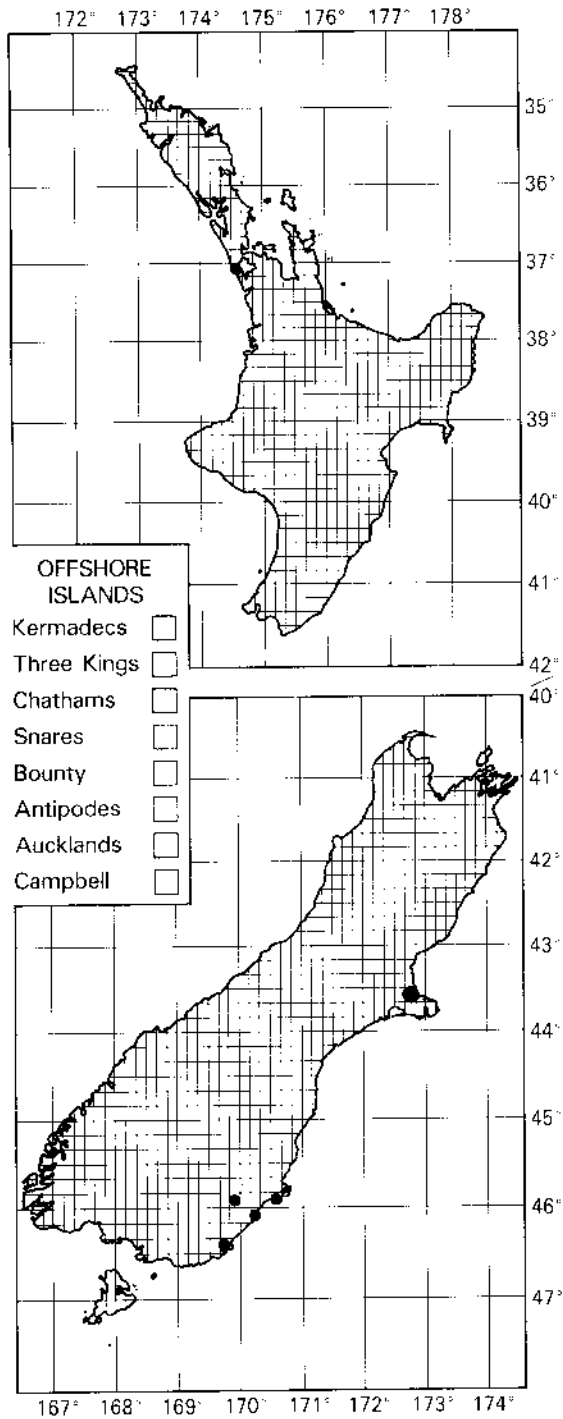 172° 173° 174° 175° 176° 177° 178°
35°
36°
37°
38°
39°
40°
41°
42°
OFFSHORE
ISLANDS
Kermadecs
Three Kings
Chathams
Snares
Bounty
Antipodes
Aucklands
Campbell
40°
41°
42°
43°
44°
45°
46°
47°
167° 168° 169° 170° 171° 172° 173° 174°